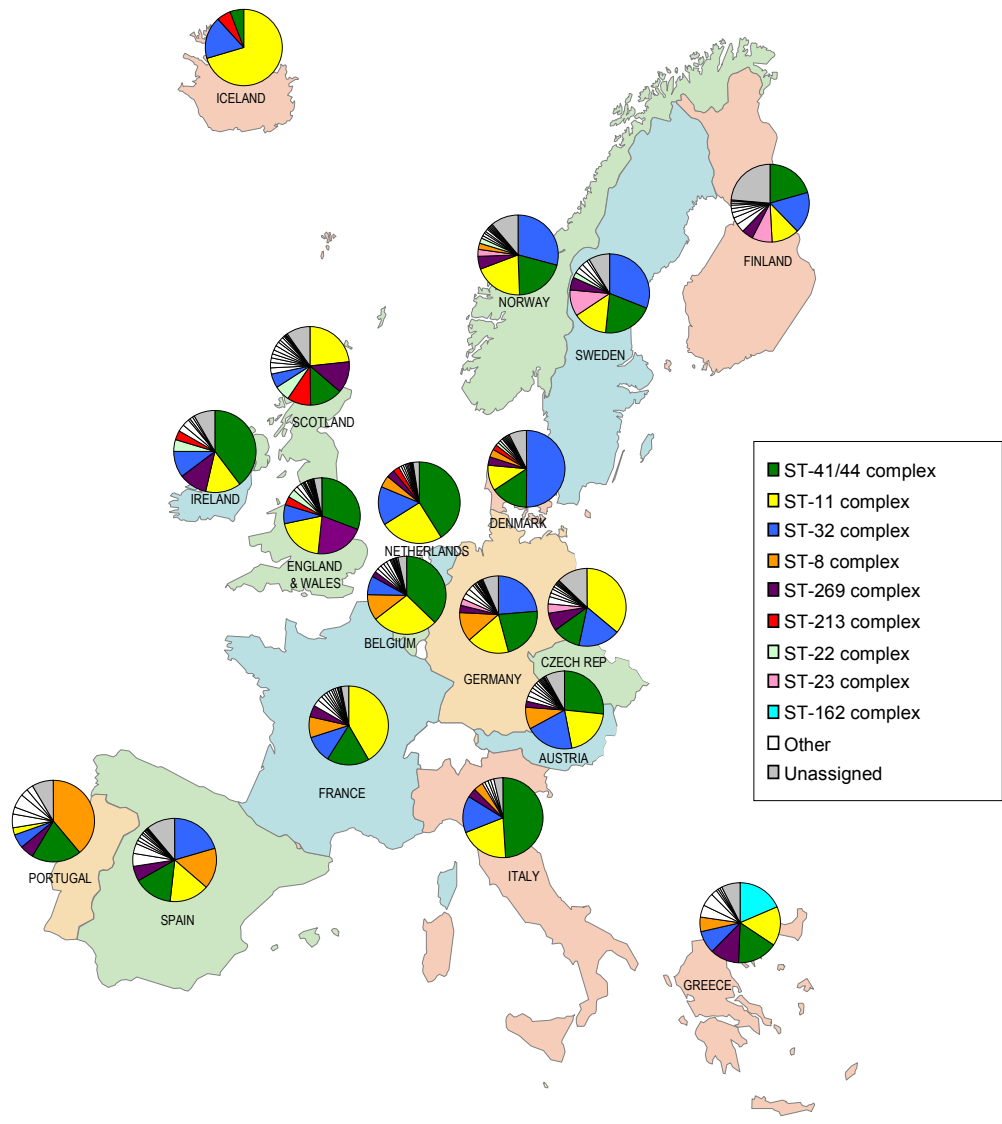 ICELAND
FINLAND
NORWAY
SWEDEN
SCOTLAND
IRELAND
DENMARK
NETHERLANDS
ENGLAND
& WALES
BELGIUM
CZECH REP
GERMANY
AUSTRIA
FRANCE
ITALY
PORTUGAL
SPAIN
GREECE
ST-41/44 complex
ST-11 complex
ST-32 complex
ST-8 complex
ST-269 complex
ST-213 complex
ST-22 complex
ST-23 complex
ST-162 complex
Other
Unassigned